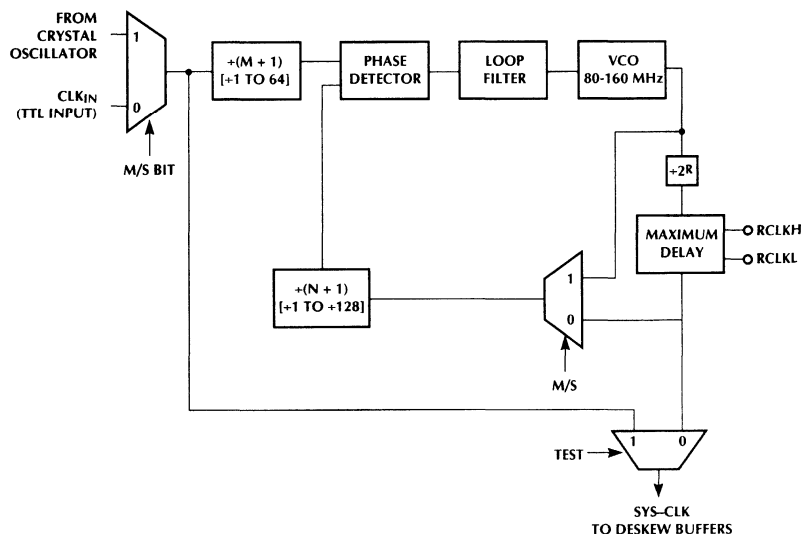 FROM
CRYSTAL
OSCILLATOR
1
CLKIN
(TTL INPUT)
0
M/S BIT
+(M + 1)
[+1 TO 64]
PHASE
DETECTOR
LOOP
FILTER
VCO
80-160 MHz
÷2R
MAXIMUM
DELAY
RCLKH
RCLKL
+(N + 1)
[+1 TO +128]
1
0
M/S
TEST
1 0
SYS–CLK
TO DESKEW BUFFERS